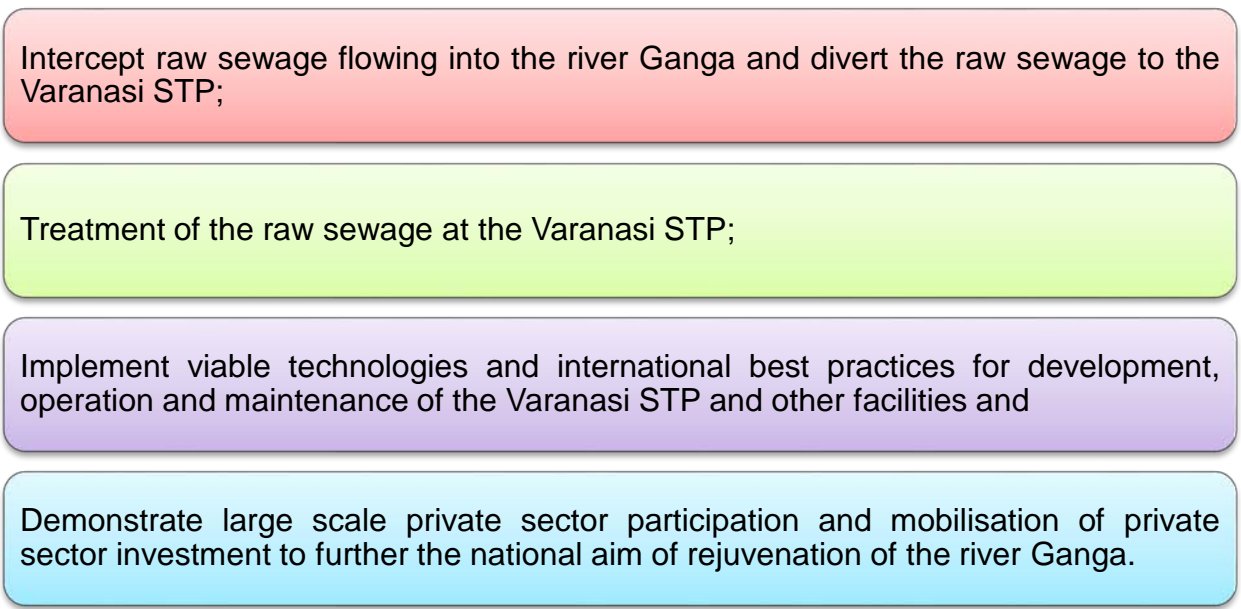 Intercept raw sewage flowing into the river Ganga and divert the raw sewage to the
Varanasi STP;
Treatment of the raw sewage at the Varanasi STP;
Implement viable technologies and international best practices for development,
operation and maintenance of the Varanasi STP and other facilities and
Demonstrate large scale private sector participation and mobilisation of private
sector investment to further the national aim of rejuvenation of the river Ganga.